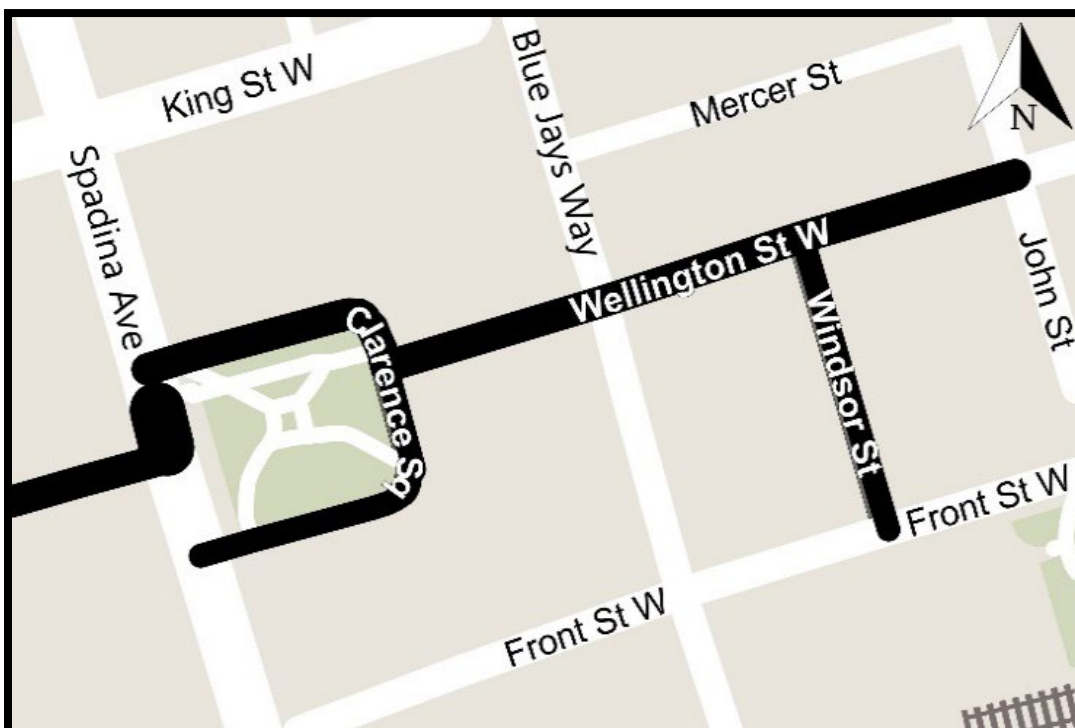 King St W
Blue Jays Way
Mercer St
N
Spadina Ave
Wellington St W
John St
Clarence Sq
Windsor St
Front St W
Front St W